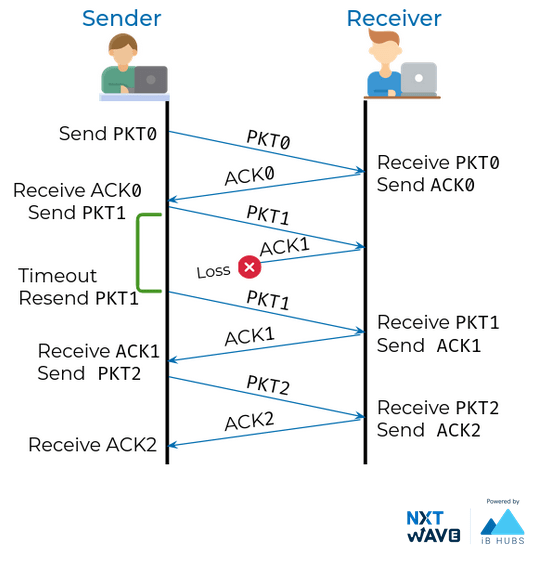 Sender
Receiver
Send PKT0
PKT0
Receive PKT0
Send ACK0
ACK0
Receive ACK0
Send PKT1
PKT1
ACK1
Loss
Timeout
Resend PKT1
PKT1
Receive PKT1
Send ACK1
ACK1
Receive ACK1
Send PKT2
PKT2
Receive PKT2
Send ACK2
ACK2
Receive ACK2
Powered by
NXT
WAVE
iB HUBS